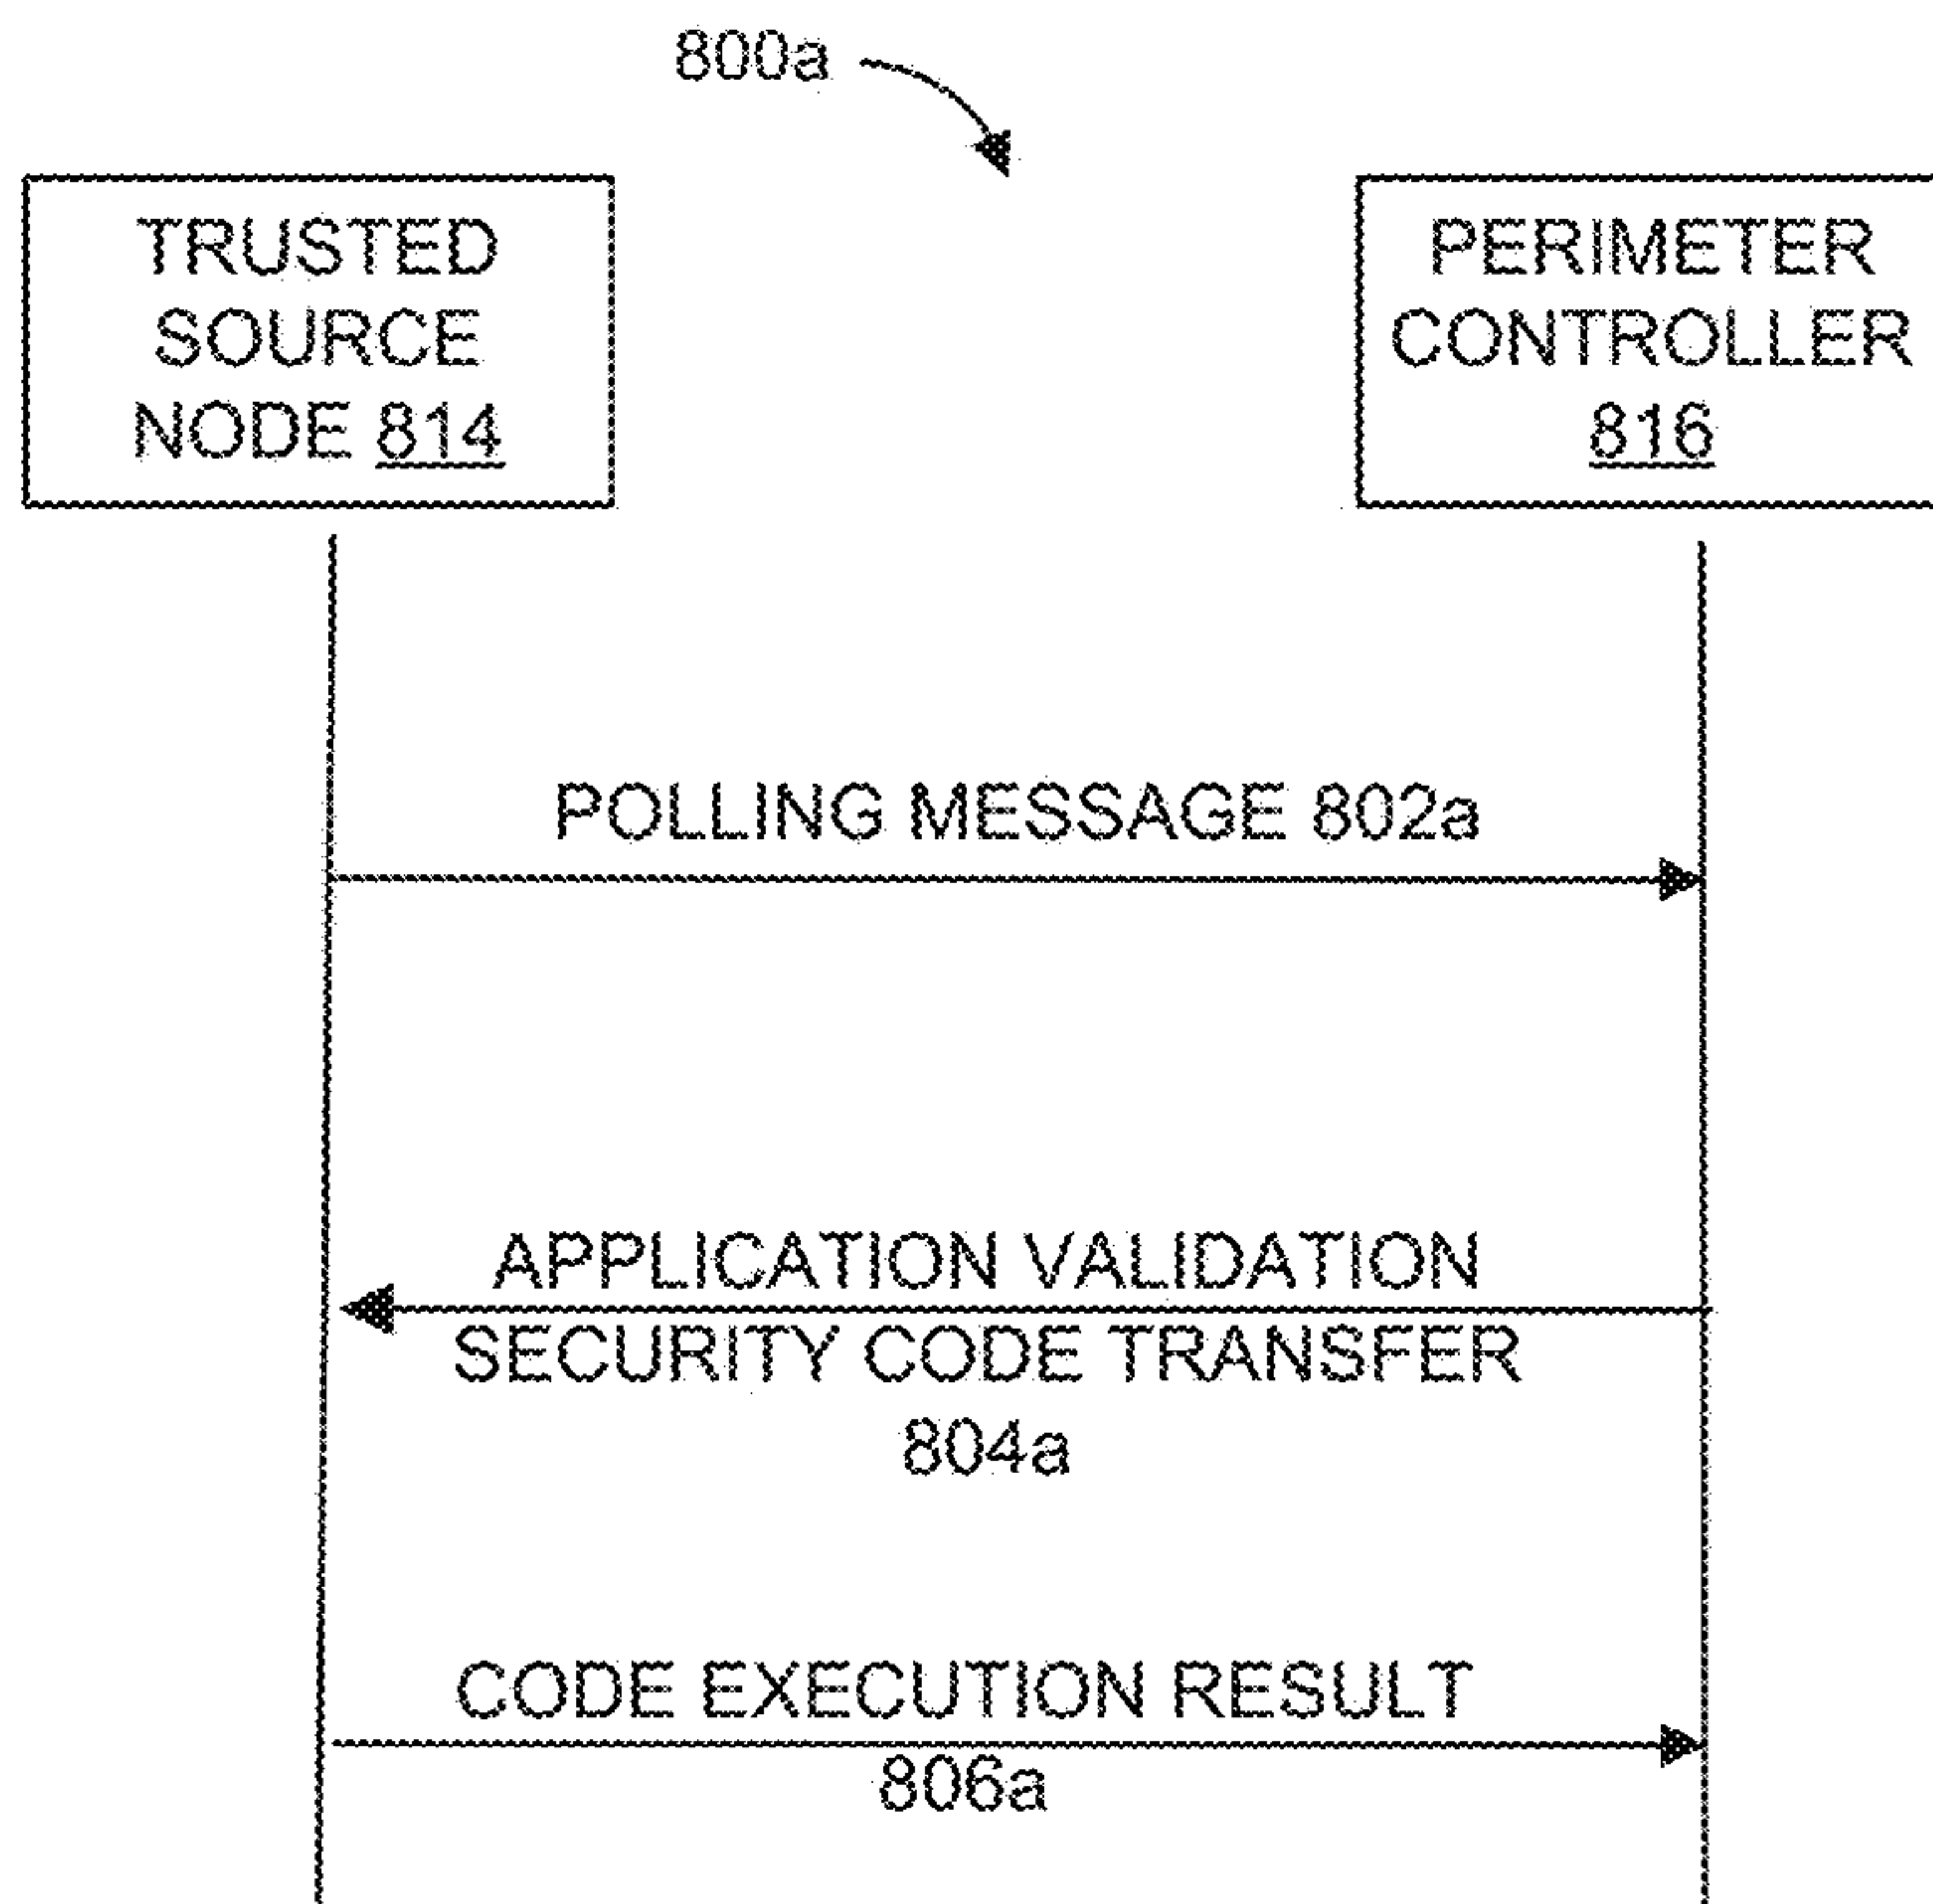 800a
TRUSTED
SOURCE
NODE 814
PERIMETER
CONTROLLER
816
POLLING MESSAGE 802a
APPLICATION VALIDATION
SECURITY CODE TRANSFER
804a
CODE EXECUTION RESULT
806a